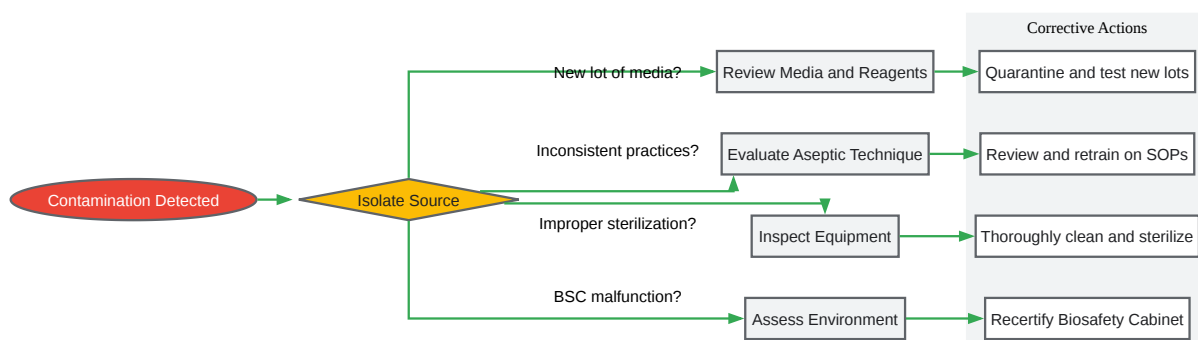 Corrective Actions
New lot of media?
Review Media and Reagents
Quarantine and test new lots
Inconsistent practices?
Evaluate Aseptic Technique
Review and retrain on SOPs
Contamination Detected
Isolate Source
Improper sterilization?
Inspect Equipment
Thoroughly clean and sterilize
BSC malfunction?
Assess Environment
Recertify Biosafety Cabinet